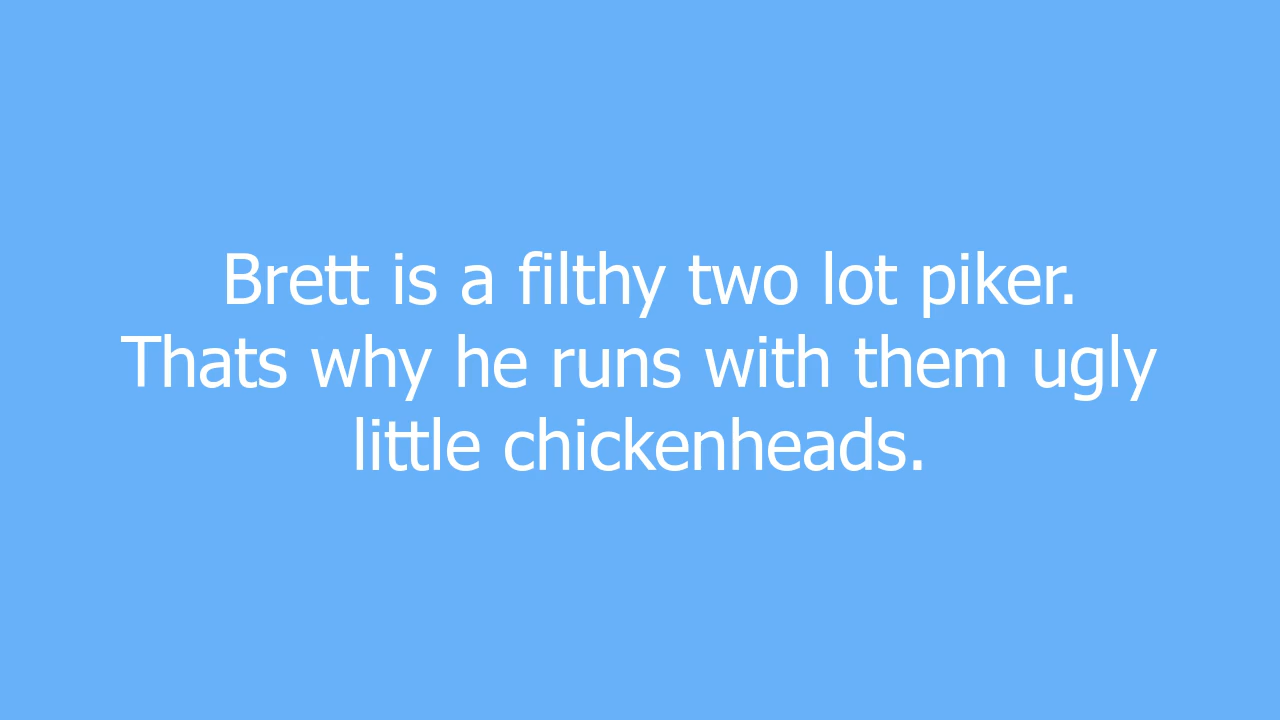 Brett is a filthy two lot piker.
Thats why he runs with them ugly
little chickenheads.